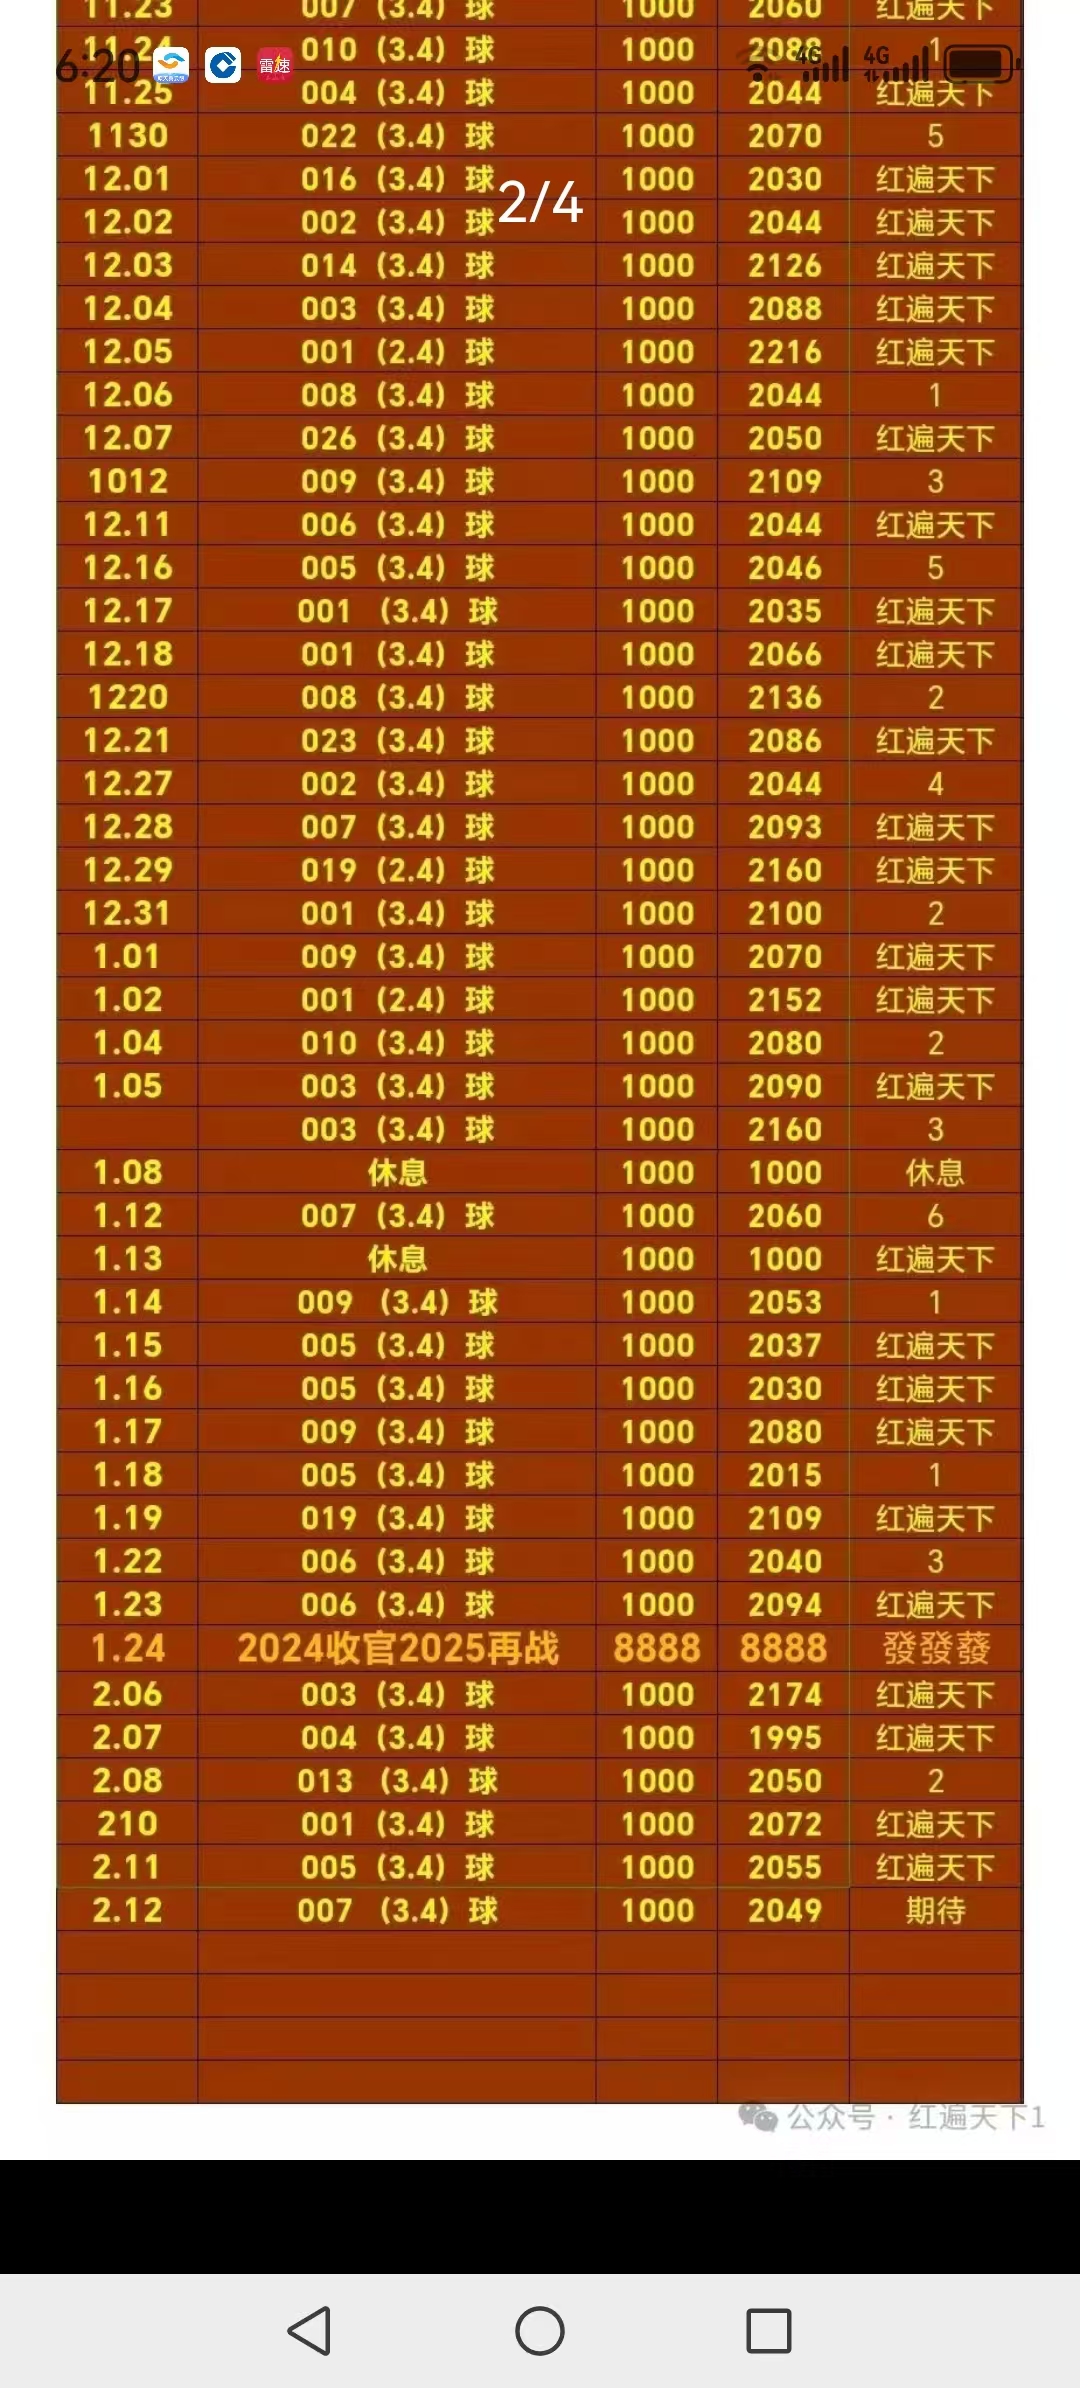 11.23 007（3.4）球 1000 2060 红遍天下
11.24 010（3.4）球 1000 2088 1
6:20 雷速 4G 4G
11.25 004（3.4）球 1000 2044 红遍天下
1130 022（3.4）球 1000 2070 5
12.01 016（3.4）球 1000 2030 红遍天下
2/4
12.02 002（3.4）球 1000 2044 红遍天下
12.03 014（3.4）球 1000 2126 红遍天下
12.04 003（3.4）球 1000 2088 红遍天下
12.05 001（2.4）球 1000 2216 红遍天下
12.06 008（3.4）球 1000 2044 1
12.07 026（3.4）球 1000 2050 红遍天下
1012 009（3.4）球 1000 2109 3
12.11 006（3.4）球 1000 2044 红遍天下
12.16 005（3.4）球 1000 2046 5
12.17 001 （3.4）球 1000 2035 红遍天下
12.18 001（3.4）球 1000 2066 红遍天下
1220 008（3.4）球 1000 2136 2
12.21 023（3.4）球 1000 2086 红遍天下
12.27 002（3.4）球 1000 2044 4
12.28 007（3.4）球 1000 2093 红遍天下
12.29 019（2.4）球 1000 2160 红遍天下
12.31 001（3.4）球 1000 2100 2
1.01 009（3.4）球 1000 2070 红遍天下
1.02 001（2.4）球 1000 2152 红遍天下
1.04 010（3.4）球 1000 2080 2
1.05 003（3.4）球 1000 2090 红遍天下
003（3.4）球 1000 2160 3
1.08 休息 1000 1000 休息
1.12 007（3.4）球 1000 2060 6
1.13 休息 1000 1000 红遍天下
1.14 009 （3.4）球 1000 2053 1
1.15 005（3.4）球 1000 2037 红遍天下
1.16 005（3.4）球 1000 2030 红遍天下
1.17 009（3.4）球 1000 2080 红遍天下
1.18 005（3.4）球 1000 2015 1
1.19 019（3.4）球 1000 2109 红遍天下
1.22 006（3.4）球 1000 2040 3
1.23 006（3.4）球 1000 2094 红遍天下
1.24 2024收官2025再战 8888 8888 發發蕟
2.06 003（3.4）球 1000 2174 红遍天下
2.07 004（3.4）球 1000 1995 红遍天下
2.08 013 （3.4）球 1000 2050 2
210 001（3.4）球 1000 2072 红遍天下
2.11 005（3.4）球 1000 2055 红遍天下
2.12 007 （3.4）球 1000 2049 期待
公众号 · 红遍天下1